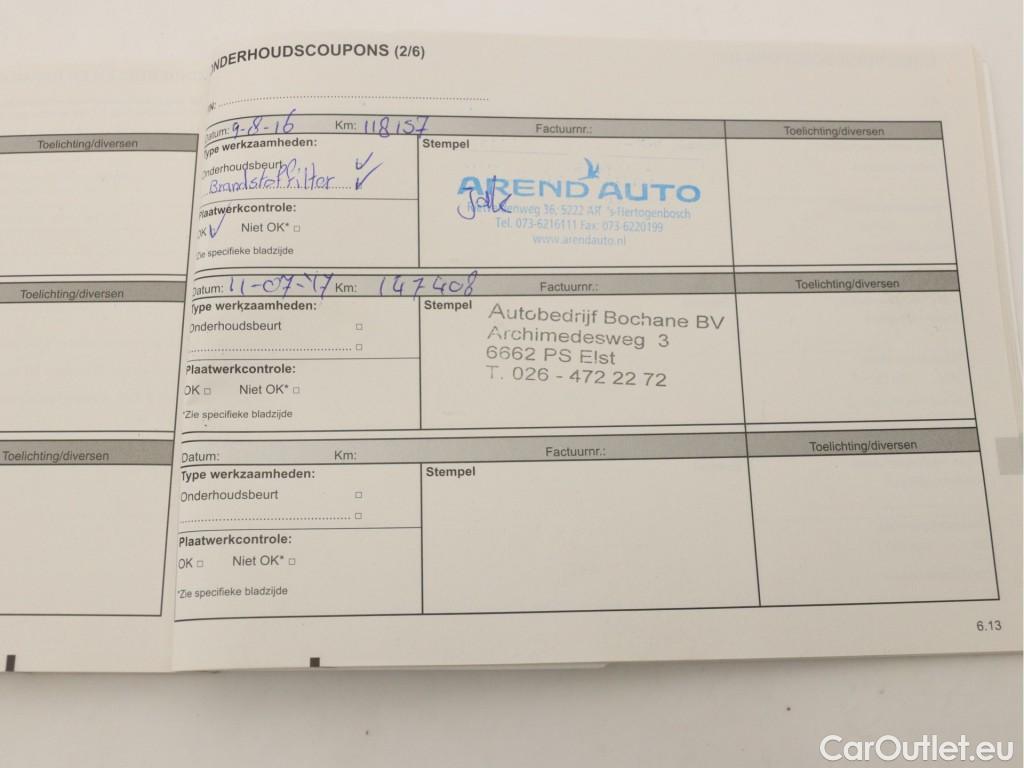 ONDERHOUDSCOUPONS (2/6)
Toelichting/diversen
Datum: 9-8-16 Km: 118157 Factuurnr.: Toelichting/diversen
Type werkzaamheden: Stempel
Onderhoudsbeurt ✓
Brandstoffilter ✓
Plaatwerkcontrole:
OK ✓ Niet OK* □
*Zie specifieke bladzijde
AREND AUTO
36, 5222 AR 's-Hertogenbosch
Tel. 073-6216111 Fax: 073-6220199
www.arendauto.nl
Toelichting/diversen
Datum: 11-07-'17 Km: 147408 Factuurnr.: Toelichting/diversen
Type werkzaamheden: Stempel
Onderhoudsbeurt □
□
Plaatwerkcontrole:
OK □ Niet OK* □
*Zie specifieke bladzijde
Autobedrijf Bochane BV
Archimedesweg 3
6662 PS Elst
T. 026 - 472 22 72
Toelichting/diversen
Datum: Km: Factuurnr.: Toelichting/diversen
Type werkzaamheden: Stempel
Onderhoudsbeurt □
□
Plaatwerkcontrole:
OK □ Niet OK* □
*Zie specifieke bladzijde
6.13
CarOutlet.eu